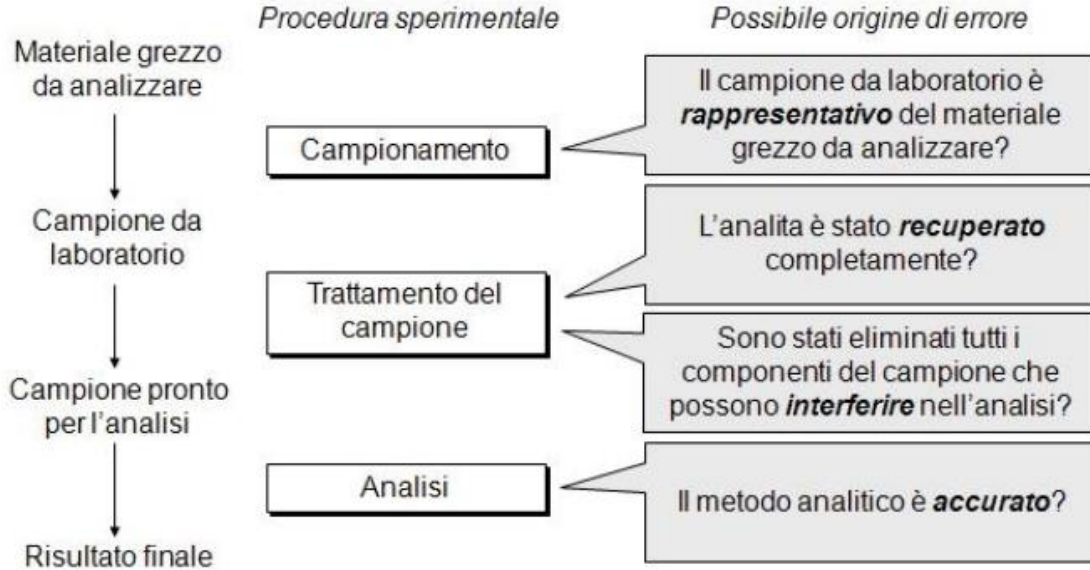 Procedura sperimentale
Possibile origine di errore
Materiale grezzo
da analizzare
Il campione da laboratorio è
rappresentativo del materiale
grezzo da analizzare?
Campionamento
Campione da
laboratorio
L'analita è stato recuperato
completamente?
Trattamento del
campione
Sono stati eliminati tutti i
componenti del campione che
possono interferire nell'analisi?
Campione pronto
per l'analisi
Analisi
Il metodo analitico è accurato?
Risultato finale